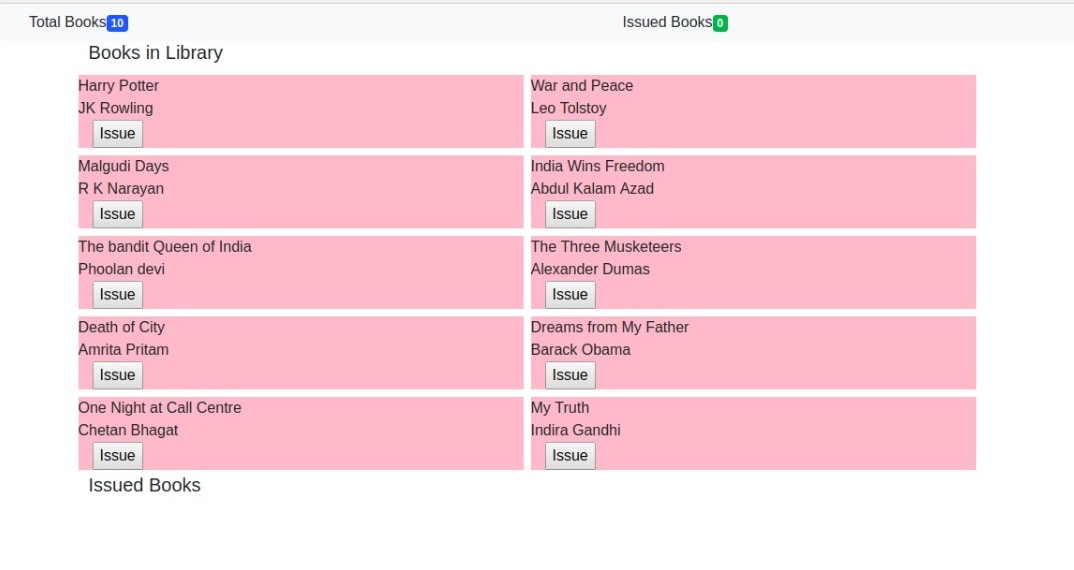 Total Books 10 Issued Books 0
Books in Library
Harry Potter
JK Rowling
Issue
War and Peace
Leo Tolstoy
Issue
Malgudi Days
R K Narayan
Issue
India Wins Freedom
Abdul Kalam Azad
Issue
The bandit Queen of India
Phoolan devi
Issue
The Three Musketeers
Alexander Dumas
Issue
Death of City
Amrita Pritam
Issue
Dreams from My Father
Barack Obama
Issue
One Night at Call Centre
Chetan Bhagat
Issue
My Truth
Indira Gandhi
Issue
Issued Books